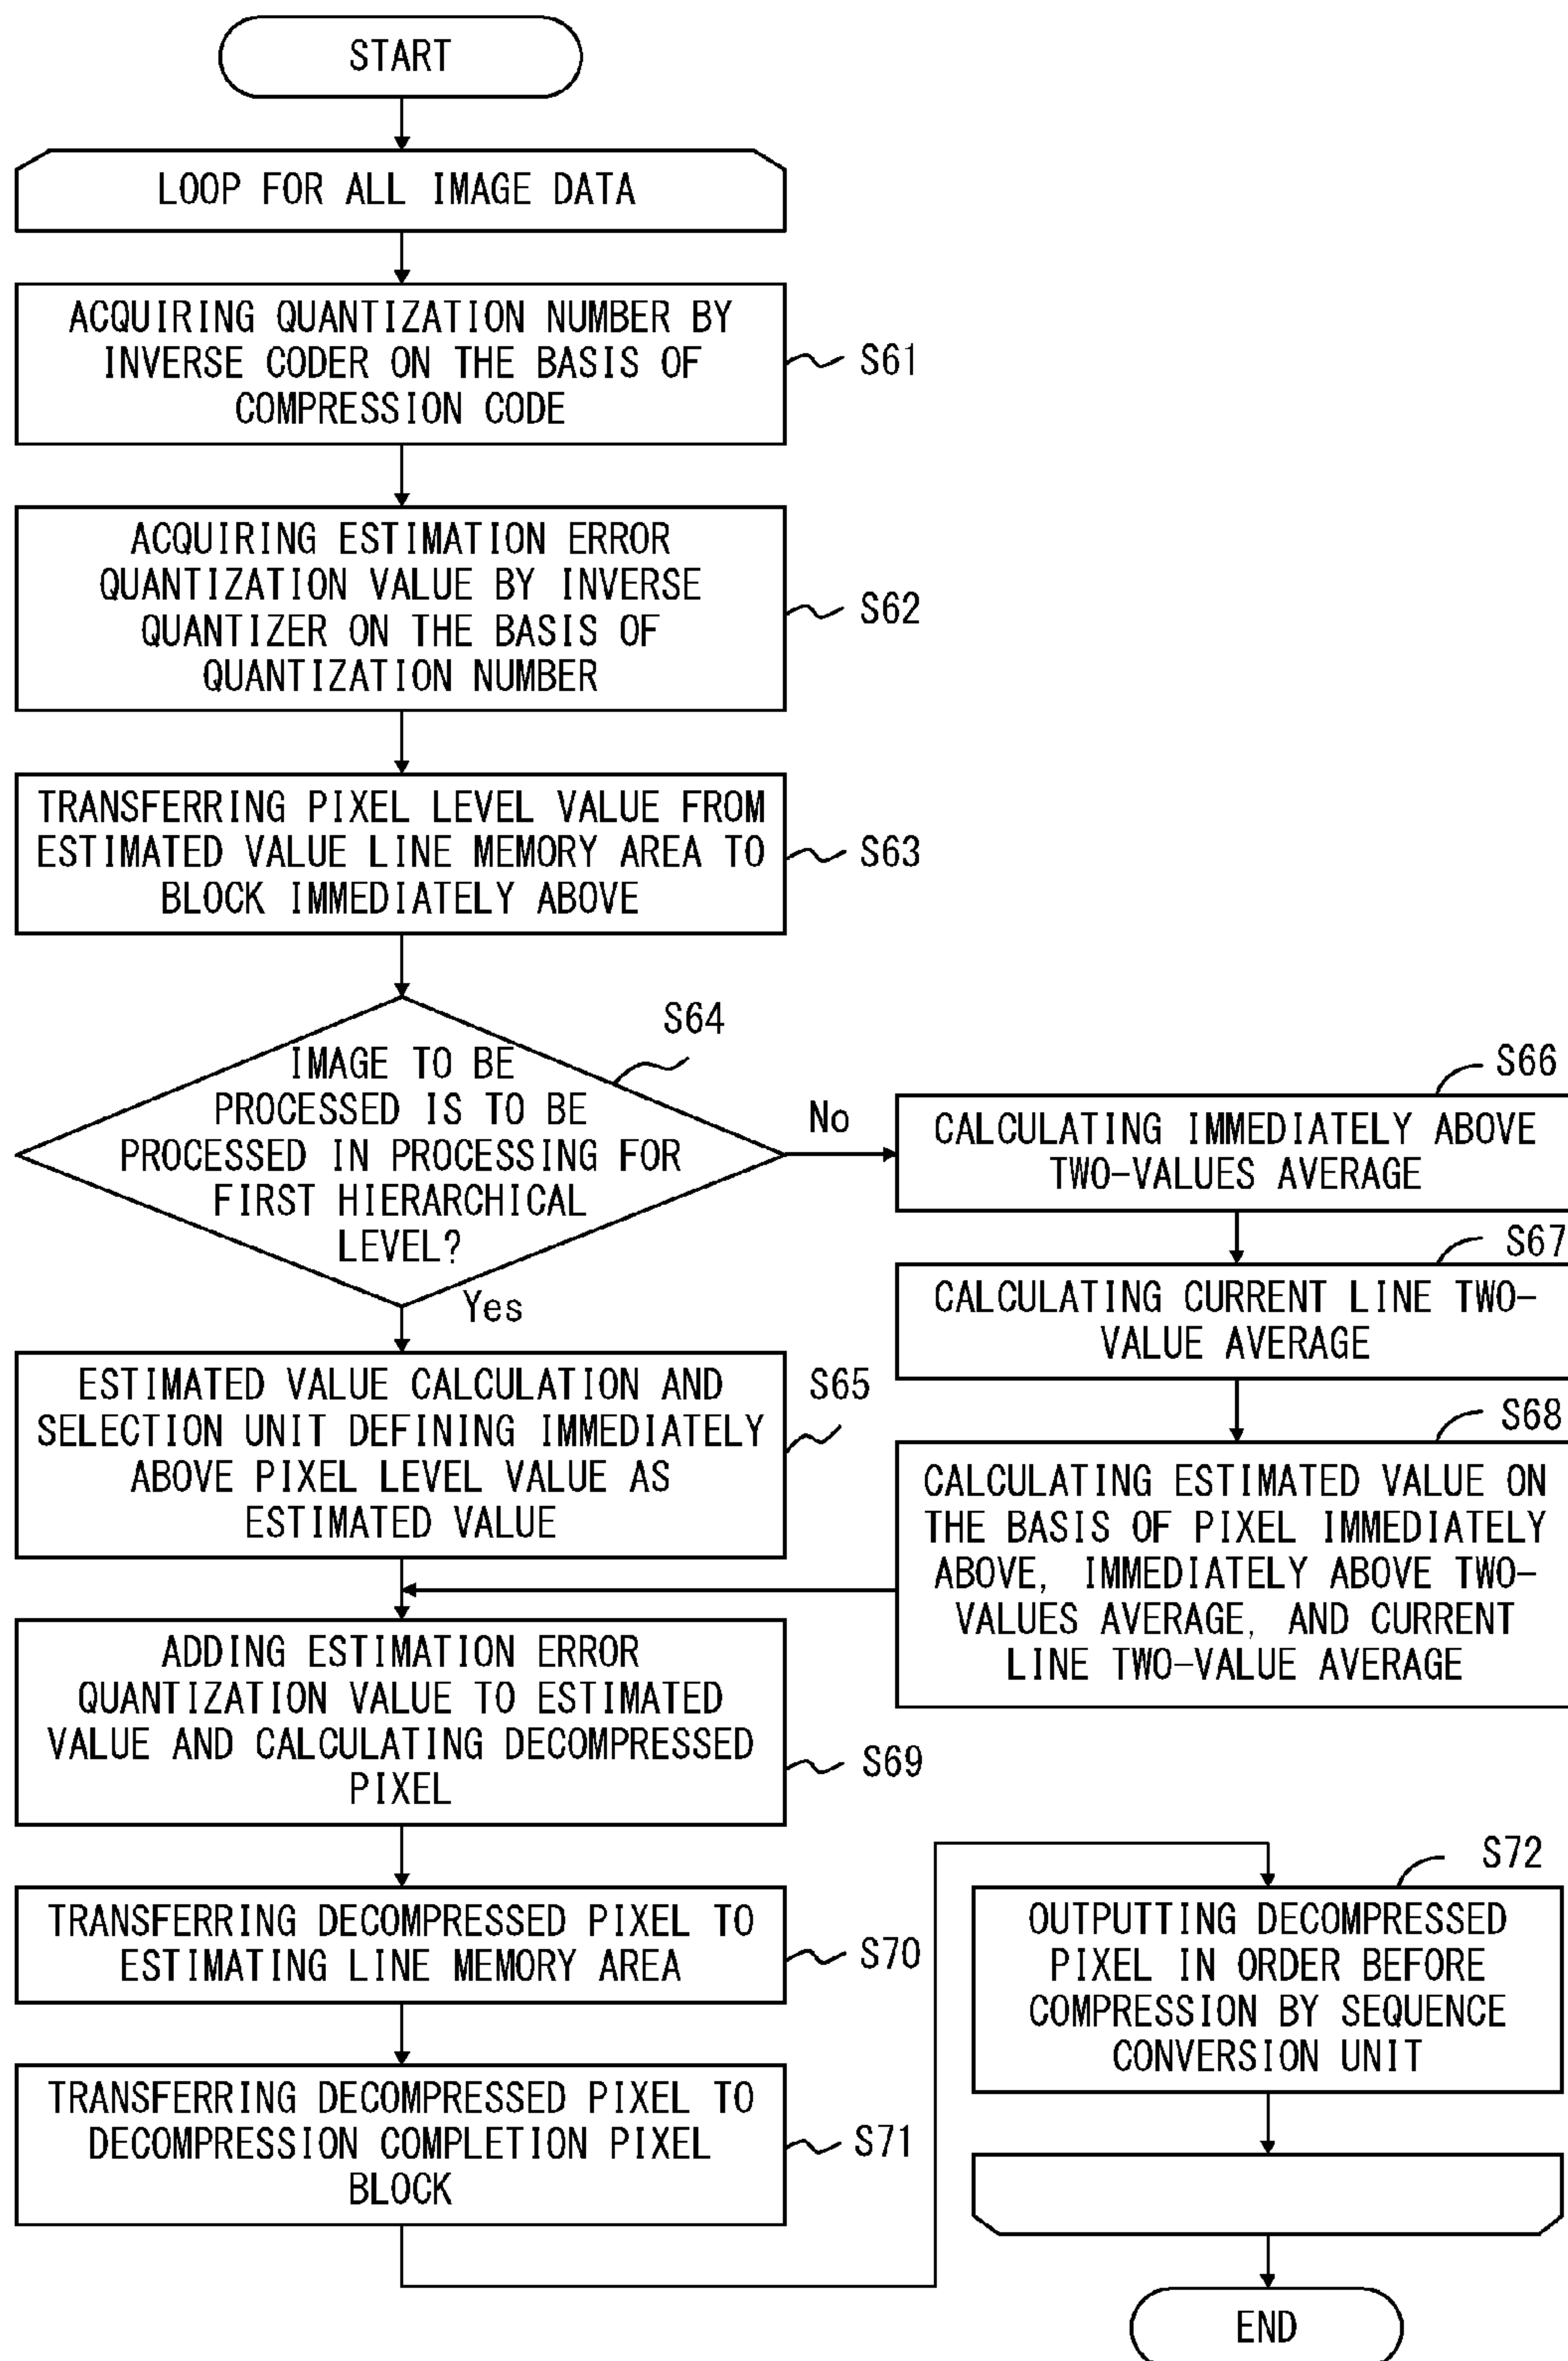 START
LOOP FOR ALL IMAGE DATA
ACQUIRING QUANTIZATION NUMBER BY
INVERSE CODER ON THE BASIS OF
COMPRESSION CODE
S61
ACQUIRING ESTIMATION ERROR
QUANTIZATION VALUE BY INVERSE
QUANTIZER ON THE BASIS OF
QUANTIZATION NUMBER
S62
TRANSFERRING PIXEL LEVEL VALUE FROM
ESTIMATED VALUE LINE MEMORY AREA TO
BLOCK IMMEDIATELY ABOVE
S63
S64
IMAGE TO BE
PROCESSED IS TO BE
PROCESSED IN PROCESSING FOR
FIRST HIERARCHICAL
LEVEL?
No
Yes
S66
CALCULATING IMMEDIATELY ABOVE
TWO-VALUES AVERAGE
S67
CALCULATING CURRENT LINE TWO-
VALUE AVERAGE
S68
CALCULATING ESTIMATED VALUE ON
THE BASIS OF PIXEL IMMEDIATELY
ABOVE, IMMEDIATELY ABOVE TWO-
VALUES AVERAGE, AND CURRENT
LINE TWO-VALUE AVERAGE
ESTIMATED VALUE CALCULATION AND
SELECTION UNIT DEFINING IMMEDIATELY
ABOVE PIXEL LEVEL VALUE AS
ESTIMATED VALUE
S65
ADDING ESTIMATION ERROR
QUANTIZATION VALUE TO ESTIMATED
VALUE AND CALCULATING DECOMPRESSED
PIXEL
S69
TRANSFERRING DECOMPRESSED PIXEL TO
ESTIMATING LINE MEMORY AREA
S70
TRANSFERRING DECOMPRESSED PIXEL TO
DECOMPRESSION COMPLETION PIXEL
BLOCK
S71
S72
OUTPUTTING DECOMPRESSED
PIXEL IN ORDER BEFORE
COMPRESSION BY SEQUENCE
CONVERSION UNIT
END